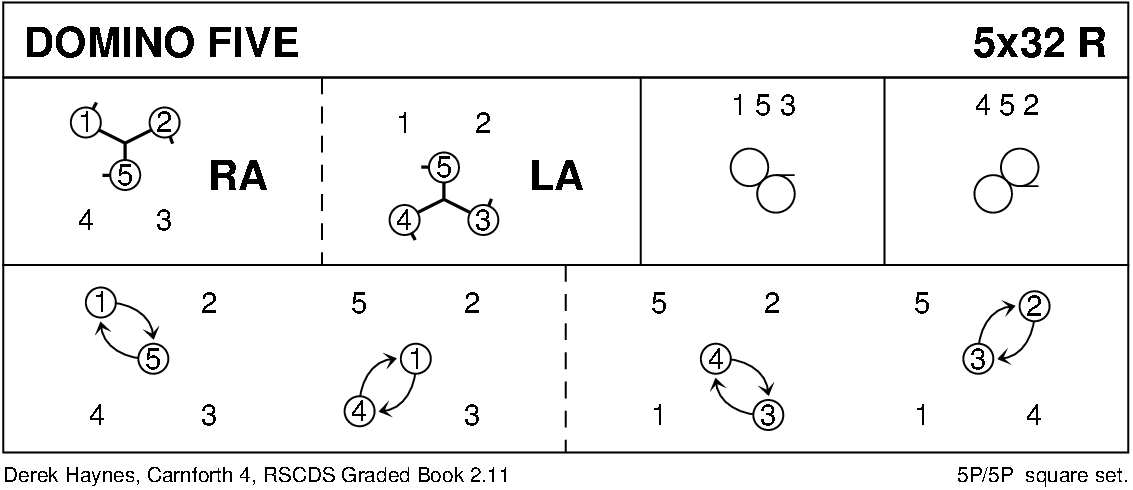 DOMINO FIVE 5x32 R
1 2
5 RA
4 3
1 2
5 LA
4 3
1 5 3
4 5 2
1 2
5
4 3
5 2
1
4 3
5 2
4
1 3
5 2
3
1 4
Derek Haynes, Carnforth 4, RSCDS Graded Book 2.11 5P/5P square set.